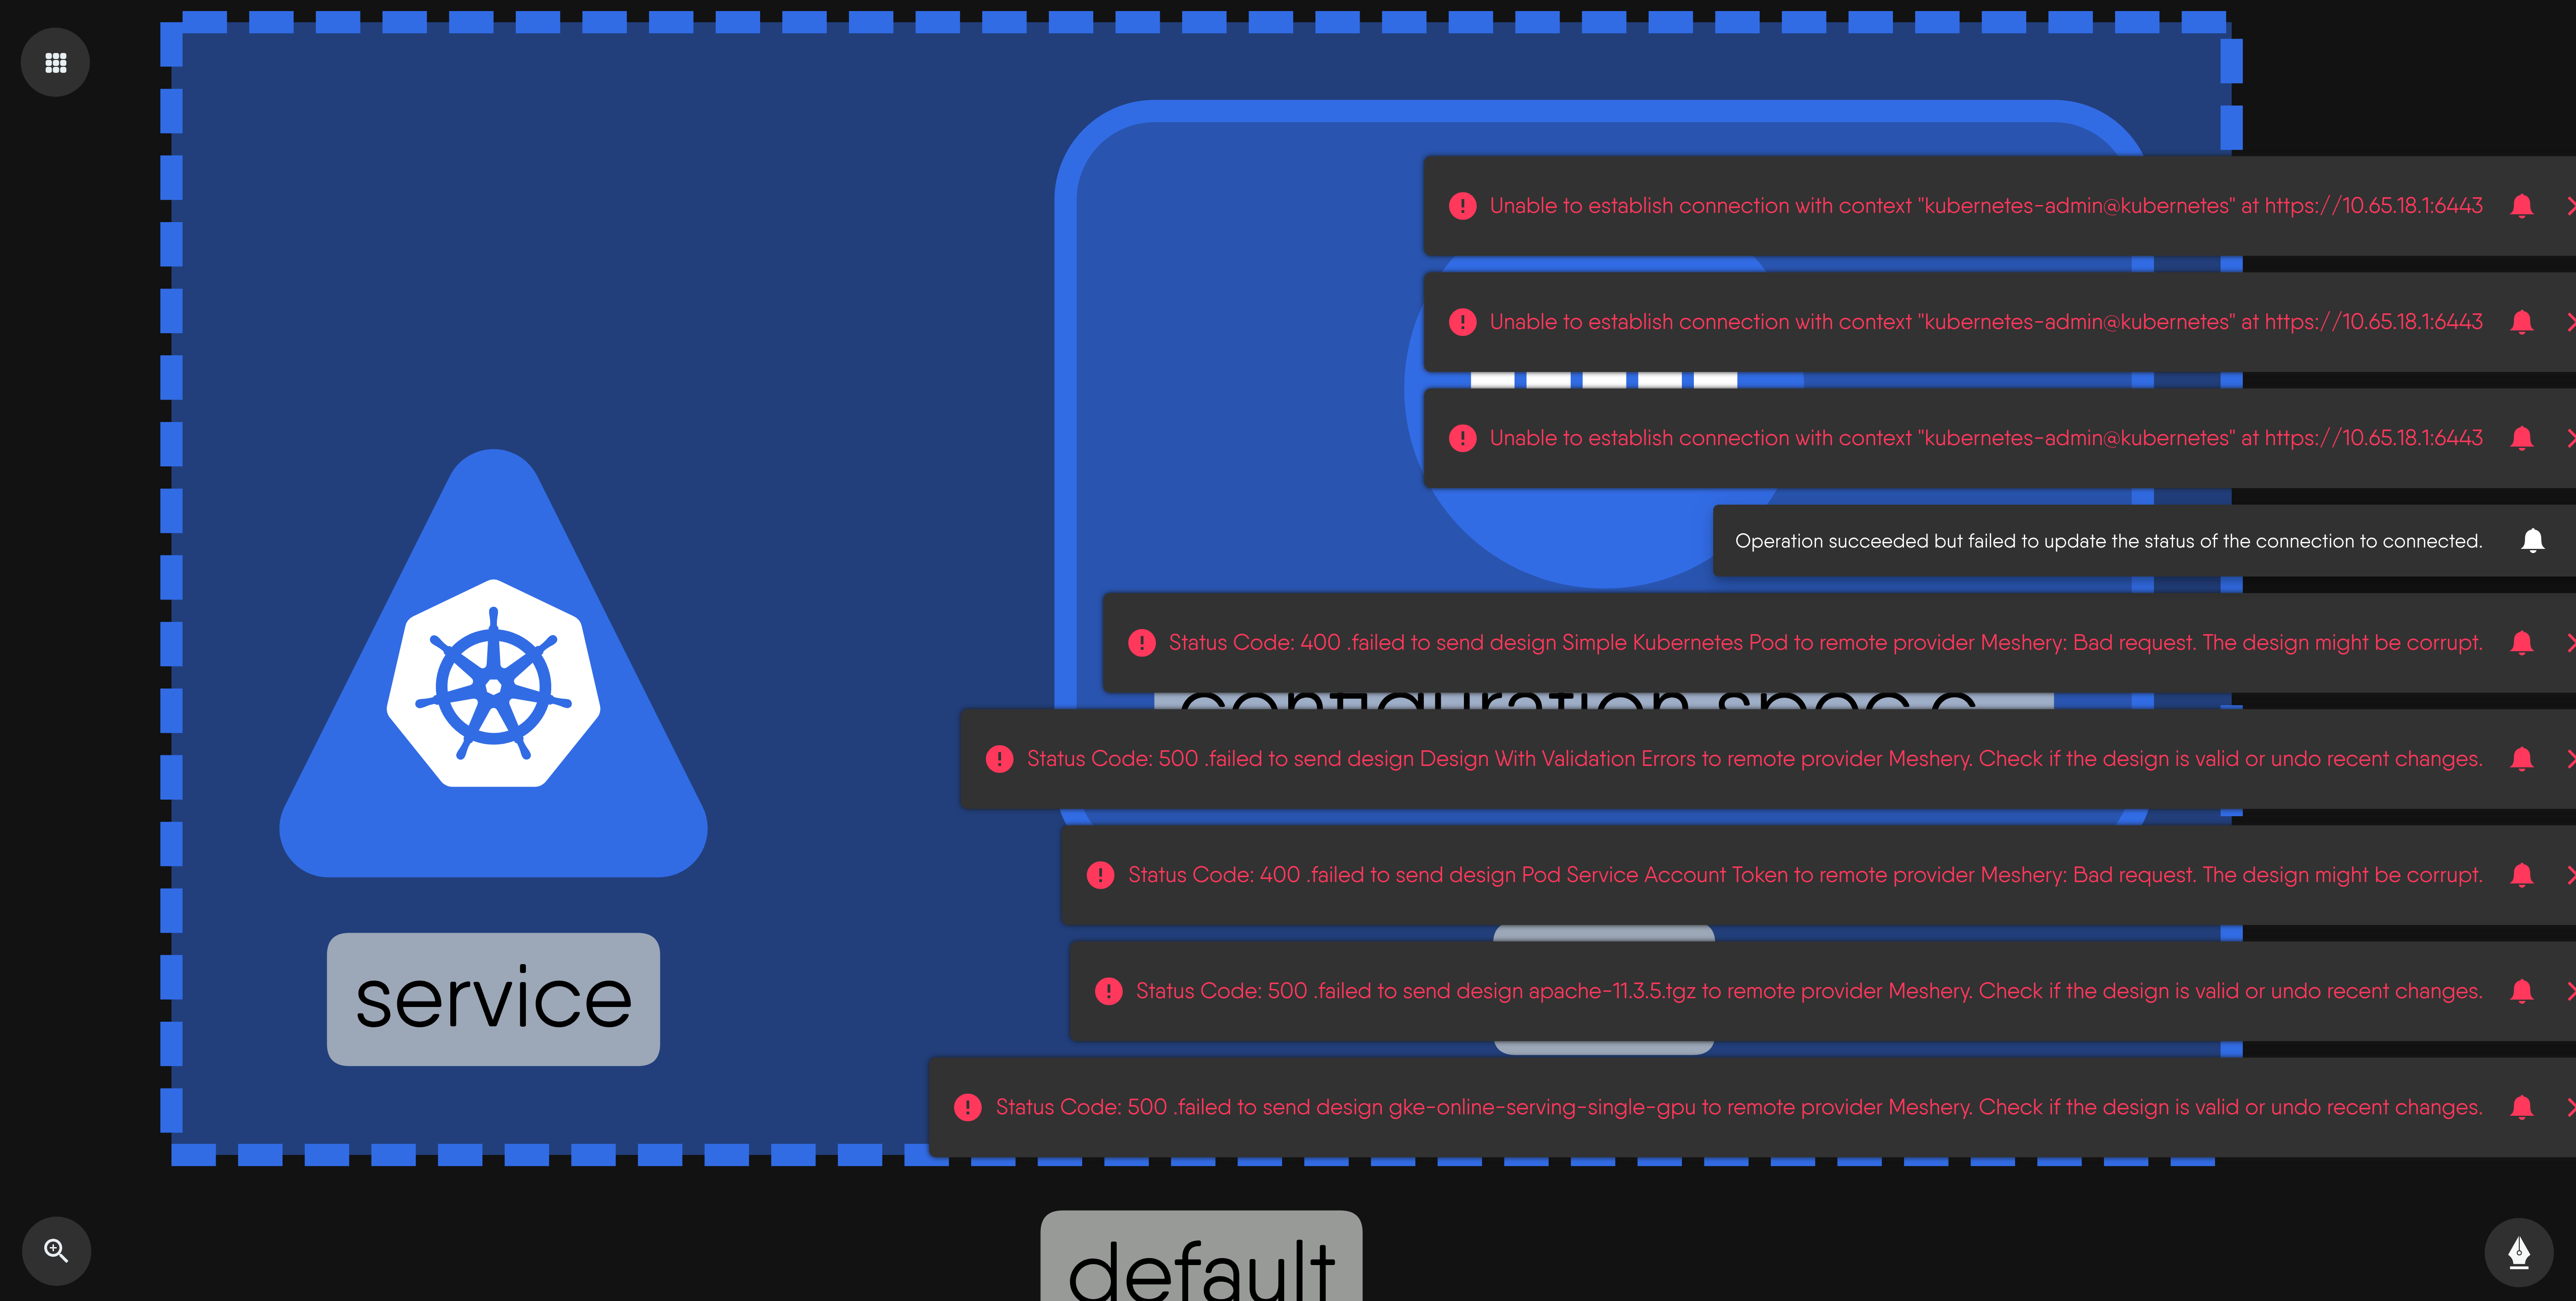 Unable to establish connection with context "kubernetes-admin@kubernetes" at https://10.65.18.1:6443
Unable to establish connection with context "kubernetes-admin@kubernetes" at https://10.65.18.1:6443
Unable to establish connection with context "kubernetes-admin@kubernetes" at https://10.65.18.1:6443
Operation succeeded but failed to update the status of the connection to connected.
Status Code: 400 .failed to send design Simple Kubernetes Pod to remote provider Meshery: Bad request. The design might be corrupt.
configuration spec c
Status Code: 500 .failed to send design Design With Validation Errors to remote provider Meshery. Check if the design is valid or undo recent changes.
Status Code: 400 .failed to send design Pod Service Account Token to remote provider Meshery: Bad request. The design might be corrupt.
service
Status Code: 500 .failed to send design apache-11.3.5.tgz to remote provider Meshery. Check if the design is valid or undo recent changes.
Status Code: 500 .failed to send design gke-online-serving-single-gpu to remote provider Meshery. Check if the design is valid or undo recent changes.
default